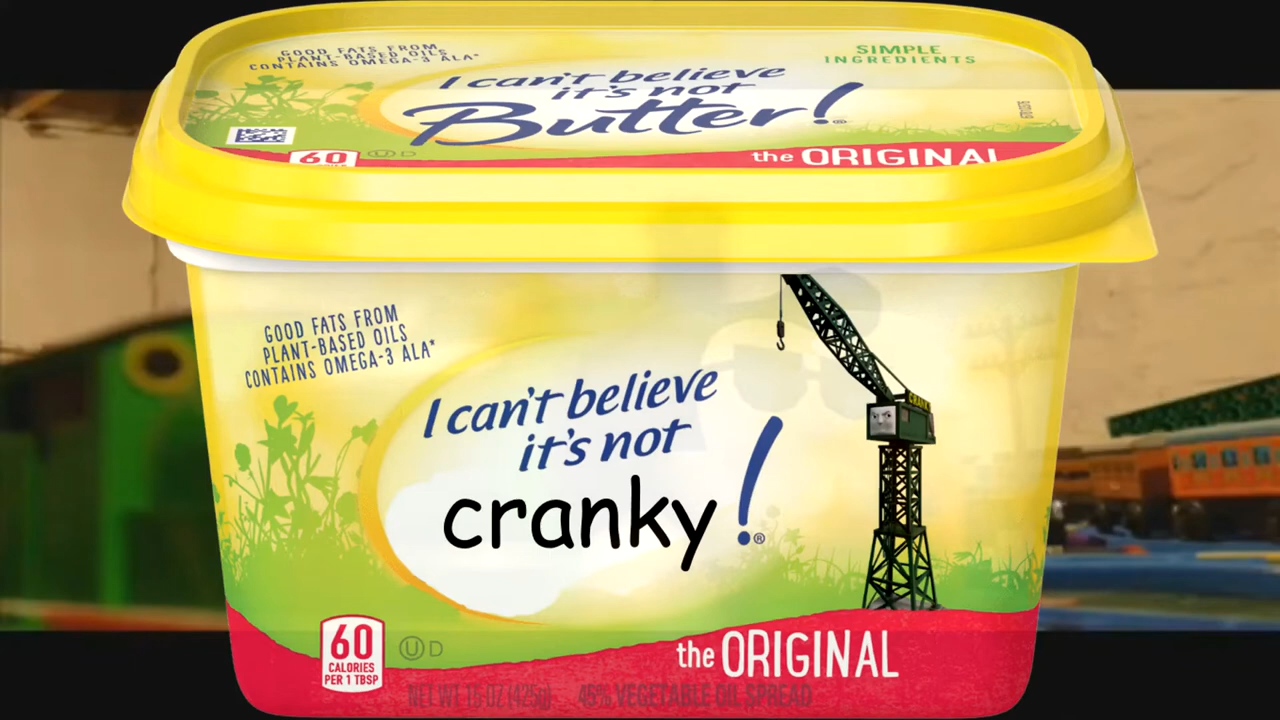 GOOD FATS FROM
PLANT-BASED OILS
CONTAINS OMEGA-3 ALA*
SIMPLE
INGREDIENTS
I can't believe
it's not
Butter!®
60
the ORIGINAL
GOOD FATS FROM
PLANT-BASED OILS
CONTAINS OMEGA-3 ALA*
I can't believe
it's not
cranky!®
CRANKY
60
CALORIES
PER 1 TBSP
U D
the ORIGINAL
NET WT 15 OZ (425g) 45% VEGETABLE OIL SPREAD